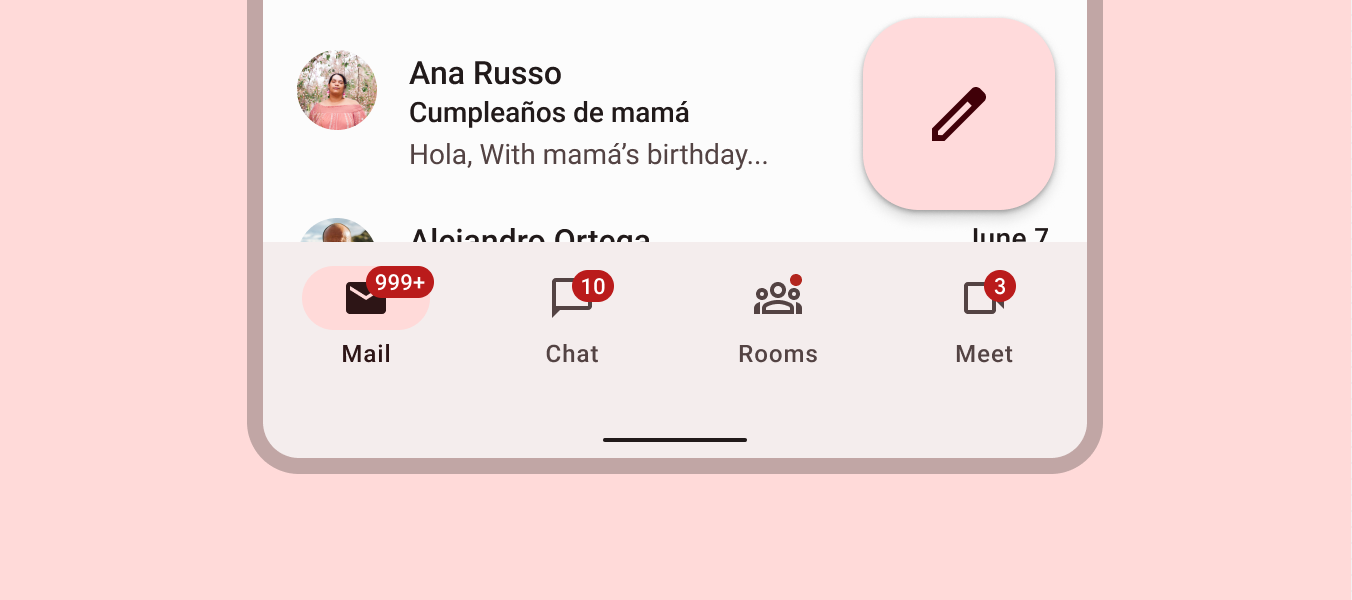 Ana Russo
Cumpleaños de mamá
Hola, With mamá’s birthday...
Alejandro Ortega
June 7
999+
10
3
Mail
Chat
Rooms
Meet